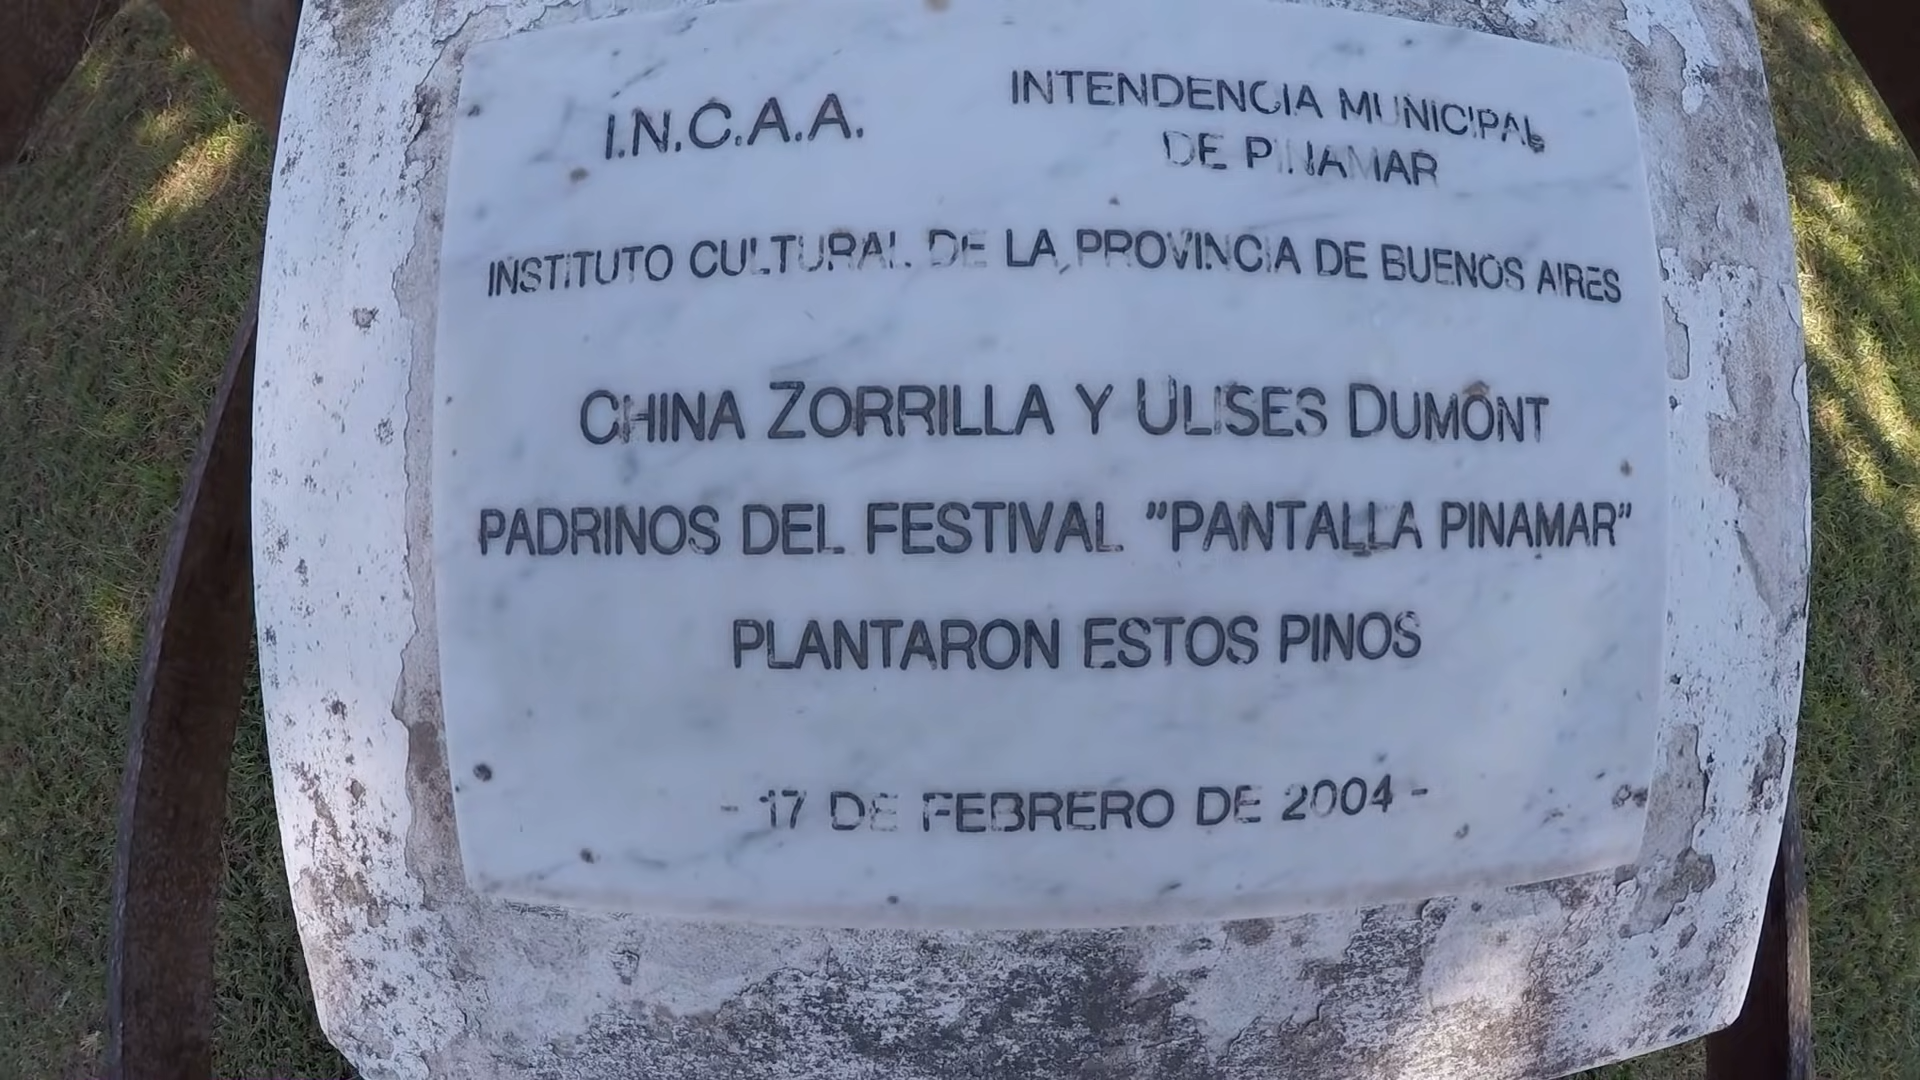 I.N.C.A.A.
INTENDENCIA MUNICIPAL
DE PINAMAR
INSTITUTO CULTURAL DE LA PROVINCIA DE BUENOS AIRES
CHINA ZORRILLA Y ULISES DUMONT
PADRINOS DEL FESTIVAL "PANTALLA PINAMAR"
PLANTARON ESTOS PINOS
- 17 DE FEBRERO DE 2004 -